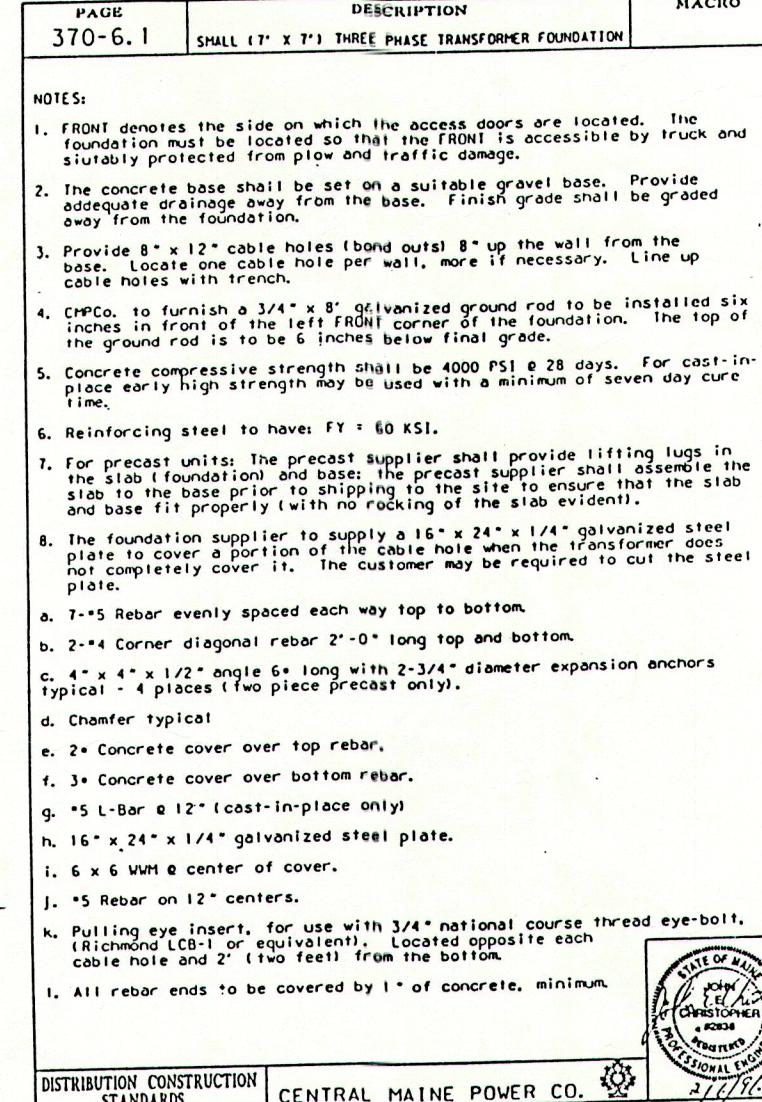 PAGE
370-6.1
DESCRIPTION
SMALL (7' X 7') THREE PHASE TRANSFORMER FOUNDATION
MACRO
NOTES:
1. FRONT denotes the side on which the access doors are located. The
foundation must be located so that the FRONT is accessible by truck and
siutably protected from plow and traffic damage.
2. The concrete base shall be set on a suitable gravel base. Provide
addequate drainage away from the base. Finish grade shall be graded
away from the foundation.
3. Provide 8" x 12" cable holes (bond outs) 8" up the wall from the
base. Locate one cable hole per wall, more if necessary. Line up
cable holes with trench.
4. CMPCo. to furnish a 3/4" x 8' galvanized ground rod to be installed six
inches in front of the left FRONT corner of the foundation. The top of
the ground rod is to be 6 inches below final grade.
5. Concrete compressive strength shall be 4000 PSI @ 28 days. For cast-in-
place early high strength may be used with a minimum of seven day cure
time.
6. Reinforcing steel to have: FY = 60 KSI.
7. For precast units: The precast supplier shall provide lifting lugs in
the slab (foundation) and base: the precast supplier shall assemble the
slab to the base prior to shipping to the site to ensure that the slab
and base fit properly (with no rocking of the slab evident).
8. The foundation supplier to supply a 16" x 24" x 1/4" galvanized steel
plate to cover a portion of the cable hole when the transformer does
not completely cover it. The customer may be required to cut the steel
plate.
a. 7-#5 Rebar evenly spaced each way top to bottom.
b. 2-#4 Corner diagonal rebar 2'-0" long top and bottom.
c. 4" x 4" x 1/2" angle 6" long with 2-3/4" diameter expansion anchors
typical - 4 places (two piece precast only).
d. Chamfer typical
e. 2" Concrete cover over top rebar.
f. 3" Concrete cover over bottom rebar.
g. #5 L-Bar @ 12" (cast-in-place only)
h. 16" x 24" x 1/4" galvanized steel plate.
i. 6 x 6 WWM @ center of cover.
j. #5 Rebar on 12" centers.
k. Pulling eye insert, for use with 3/4" national course thread eye-bolt,
(Richmond LCB-1 or equivalent). Located opposite each
cable hole and 2' (two feet) from the bottom.
l. All rebar ends to be covered by 1" of concrete, minimum.
STATE OF MAINE
JOHN
E.
CHRISTOPHER
#2838
REGISTERED
PROFESSIONAL ENGINEER
DISTRIBUTION CONSTRUCTION
STANDARDS
CENTRAL MAINE POWER CO.